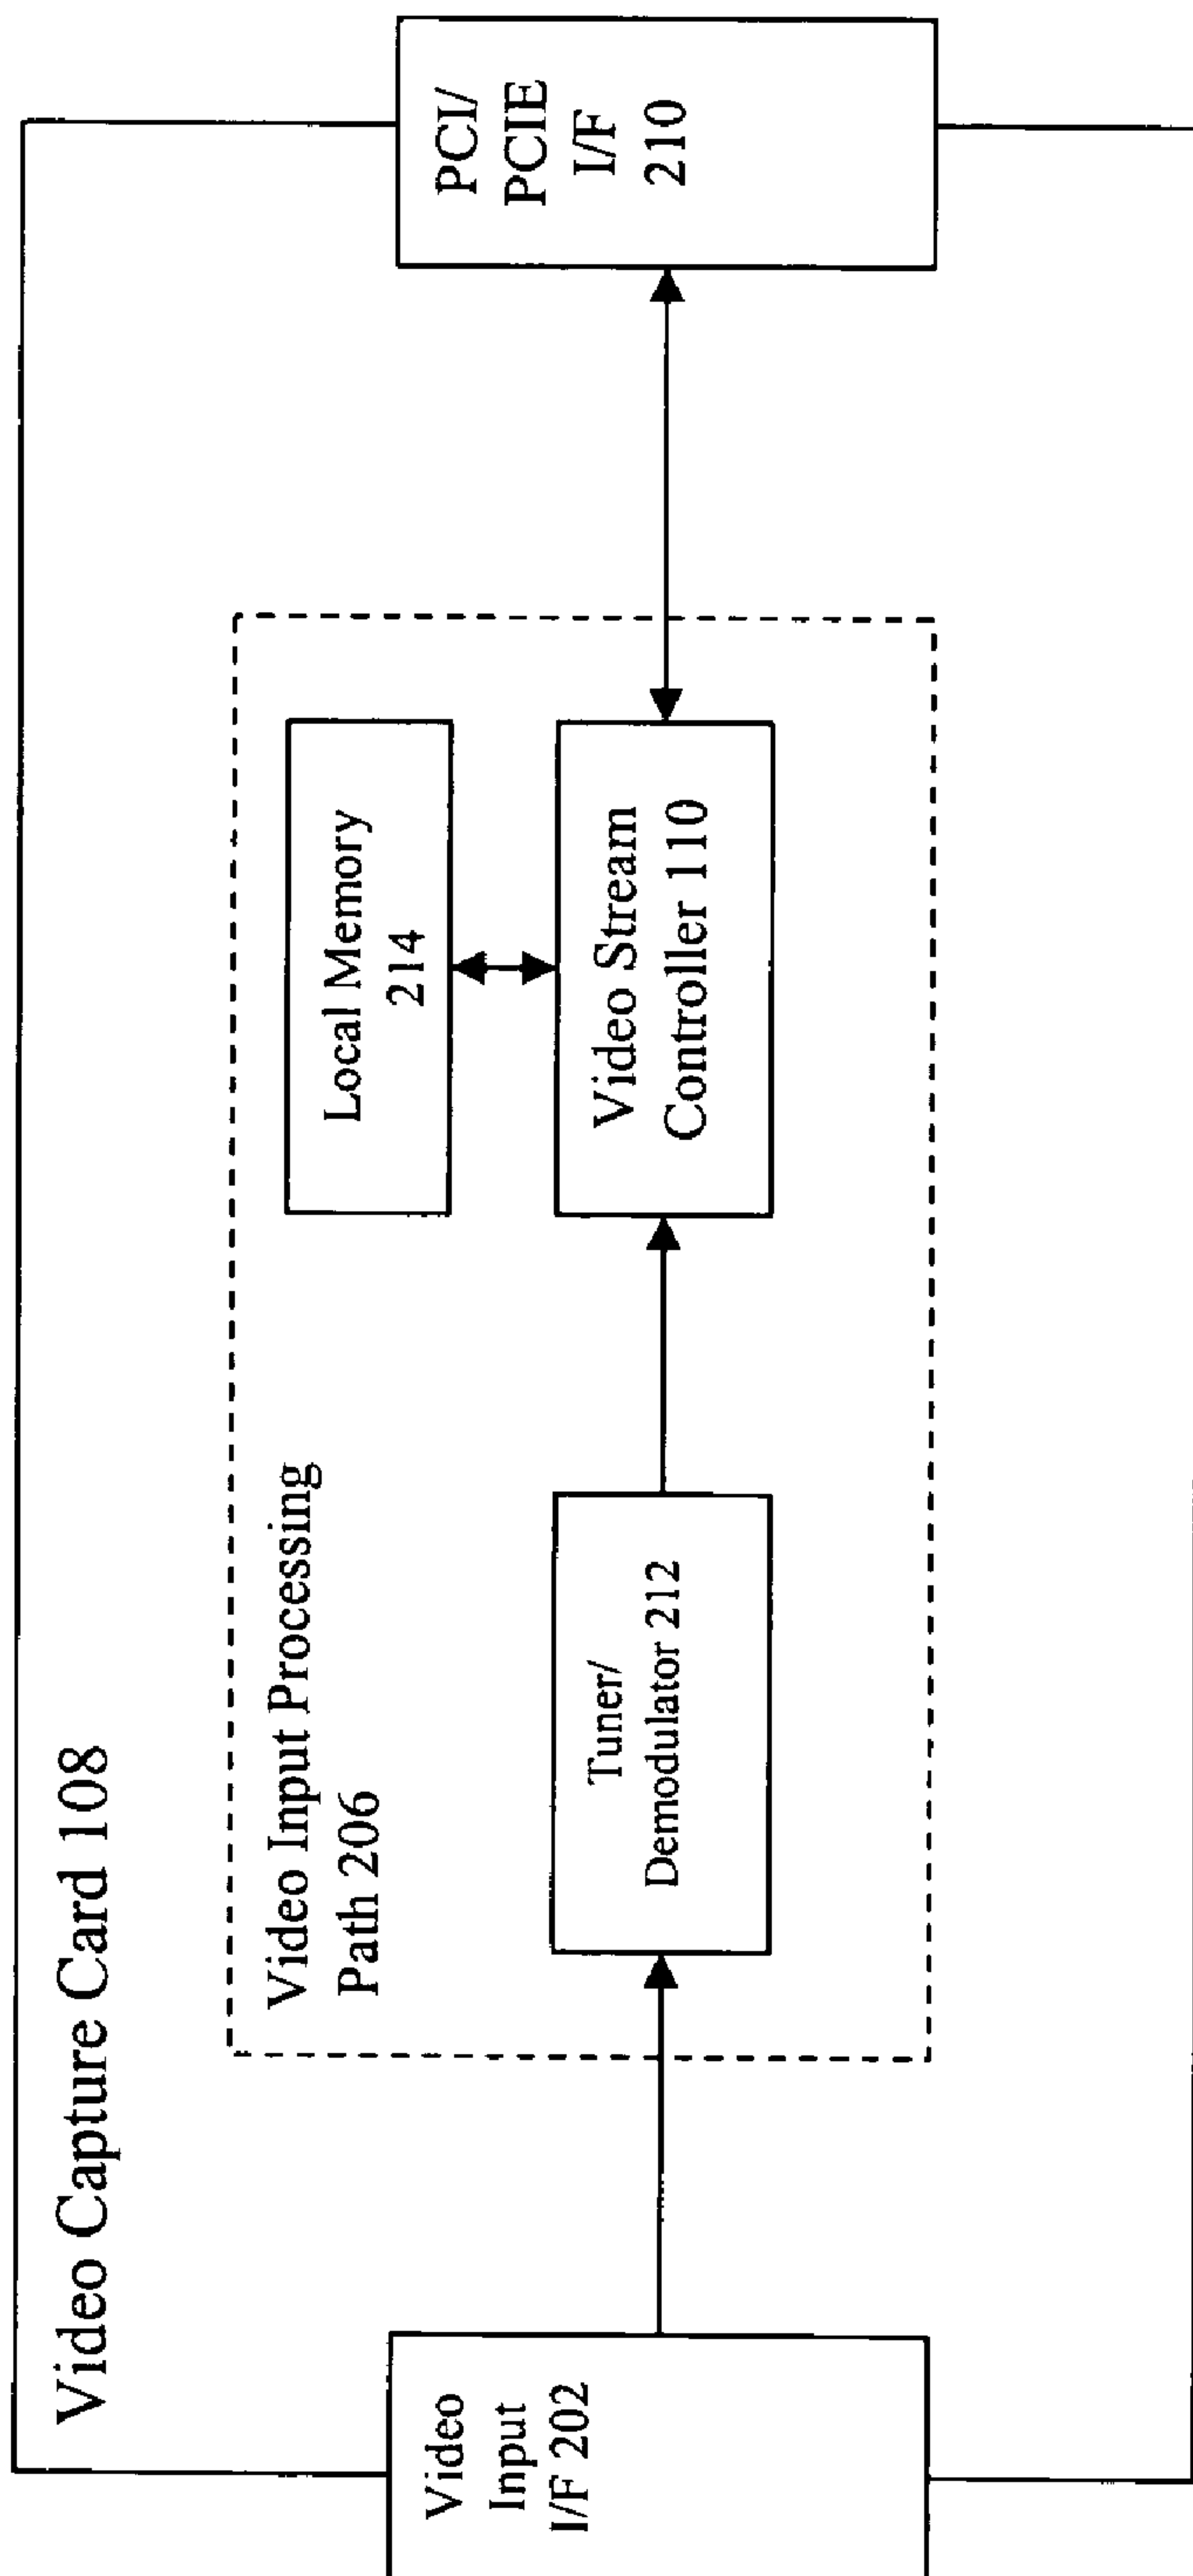 Video Capture Card 108
Video Input Processing
Path 206
Video
Input
I/F 202
Tuner/
Demodulator 212
Local Memory
214
Video Stream
Controller 110
PCI/
PCIE
I/F
210